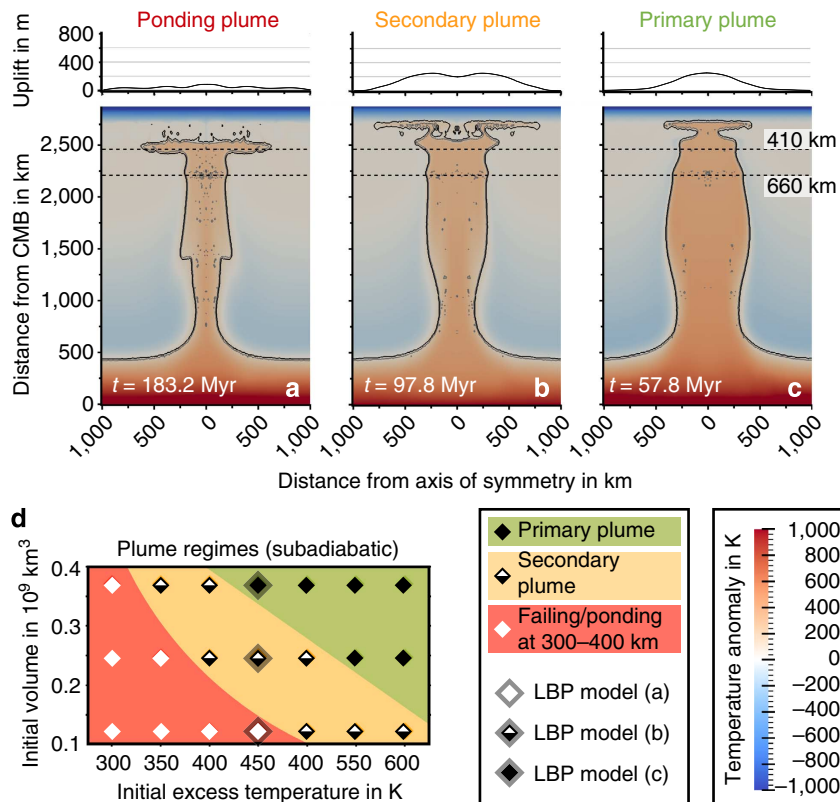 Ponding plume
Secondary plume
Primary plume
Uplift in m
800
400
0
Distance from CMB in km
2,500
2,000
1,500
1,000
500
0
410 km
660 km
t = 183.2 Myr
a
t = 97.8 Myr
b
t = 57.8 Myr
c
1,000 500 0 500 1,000
1,000 500 0 500 1,000
1,000 500 0 500 1,000
Distance from axis of symmetry in km
d
Plume regimes (subadiabatic)
Initial volume in 10⁹ km³
0.4
0.3
0.2
0.1
300 350 400 450 400 550 600
Initial excess temperature in K
Primary plume
Secondary
plume
Failing/ponding
at 300–400 km
LBP model (a)
LBP model (b)
LBP model (c)
Temperature anomaly in K
1,000
800
600
400
200
0
−200
−400
−600
−800
−1,000